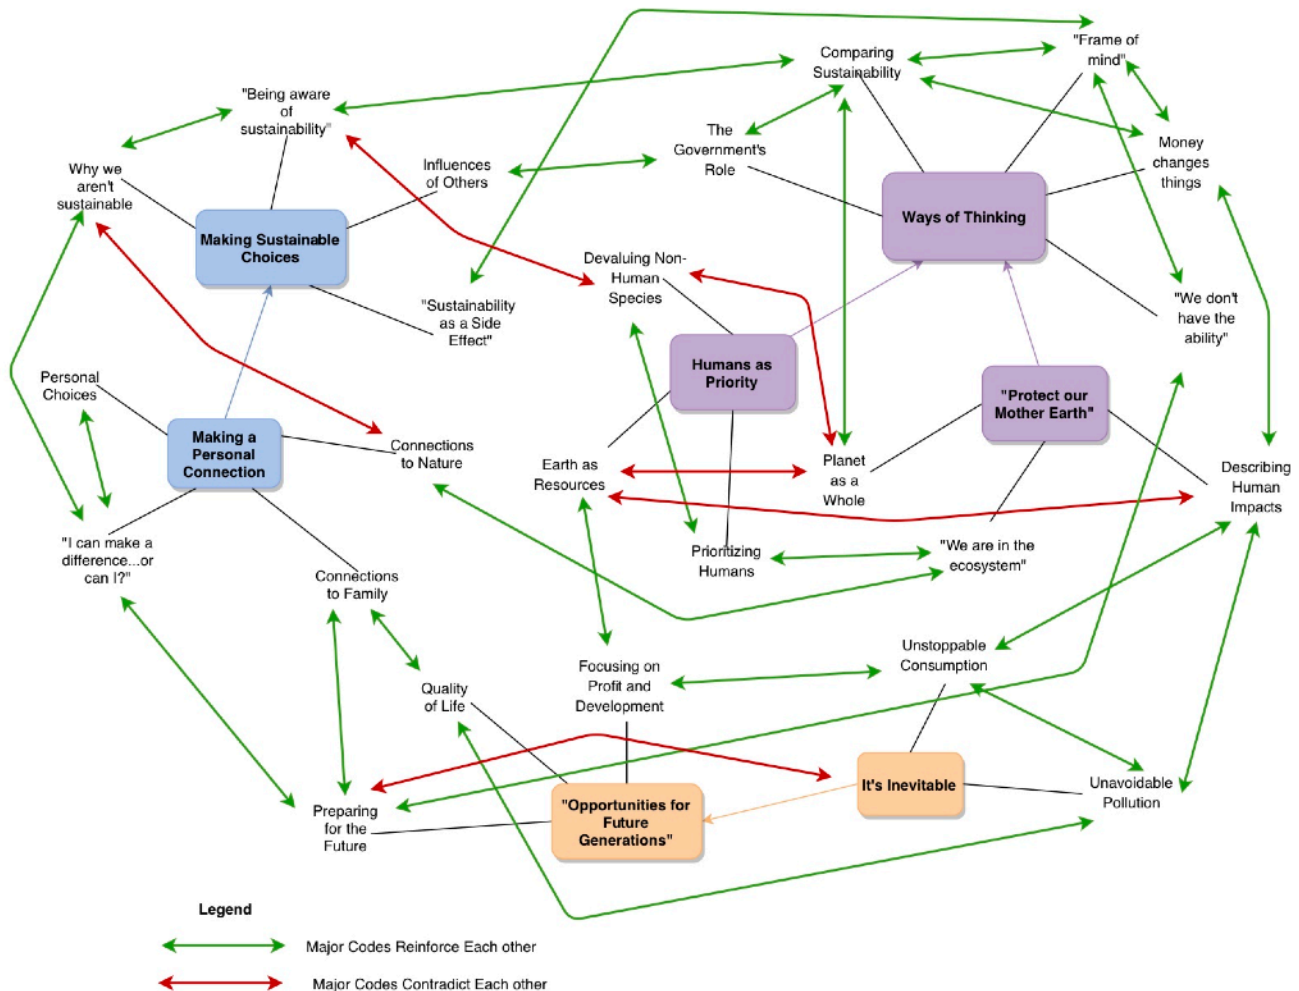 "Frame of
mind"
Comparing
Sustainability
"Being aware
of
sustainability"
The
Government's
Role
Money
changes
things
Influences
of Others
Why we
aren't
sustainable
Ways of Thinking
Making Sustainable
Choices
Devaluing Non-
Human
Species
"Sustainability
as a Side
Effect"
"We don't
have the
ability"
Humans as
Priority
Personal
Choices
"Protect our
Mother Earth"
Making a
Personal
Connection
Connections
to Nature
Earth as
Resources
Planet
as a
Whole
Describing
Human
Impacts
"I can make a
difference...or
can I?"
Prioritizing
Humans
"We are in the
ecosystem"
Connections
to Family
Unstoppable
Consumption
Focusing on
Profit and
Development
Quality
of Life
It's Inevitable
Unavoidable
Pollution
Preparing
for the
Future
"Opportunities for
Future
Generations"
Legend
Major Codes Reinforce Each other
Major Codes Contradict Each other